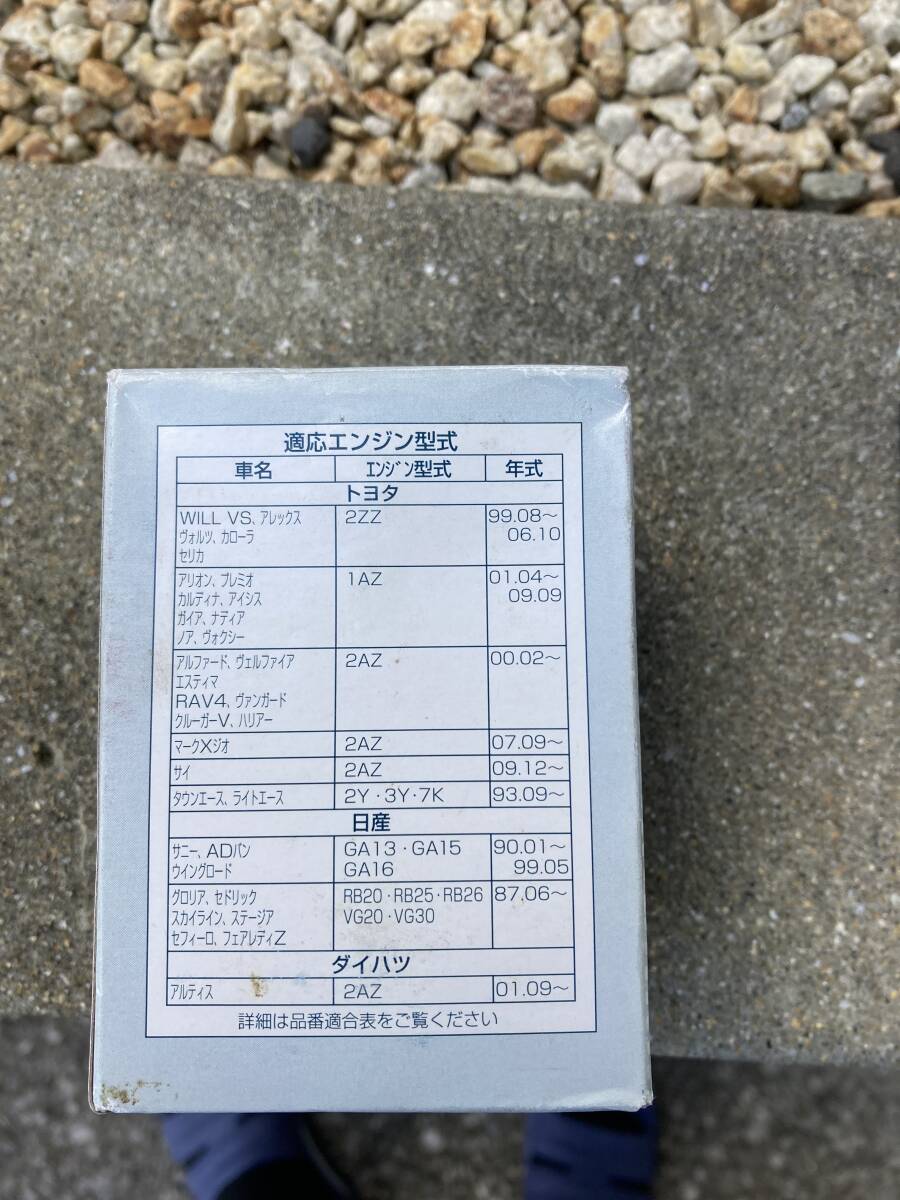 適応エンジン型式
車名 ｴﾝｼﾞﾝ型式 年式
トヨタ
WILL VS、アレックス 2ZZ 99.08～
ヴォルツ、カローラ 06.10
セリカ
アリオン、プレミオ 1AZ 01.04～
カルディナ、アイシス 09.09
ガイア、ナディア
ノア、ヴォクシー
アルファード、ヴェルファイア 2AZ 00.02～
エスティマ
RAV4、ヴァンガード
クルーガーV、ハリアー
マークXジオ 2AZ 07.09～
サイ 2AZ 09.12～
タウンエース、ライトエース 2Y・3Y・7K 93.09～
日産
サニー、ADバン GA13・GA15 90.01～
ウイングロード GA16 99.05
グロリア、セドリック RB20・RB25・RB26 87.06～
スカイライン、ステージア VG20・VG30
セフィーロ、フェアレディZ
ダイハツ
アルティス 2AZ 01.09～
詳細は品番適合表をご覧ください